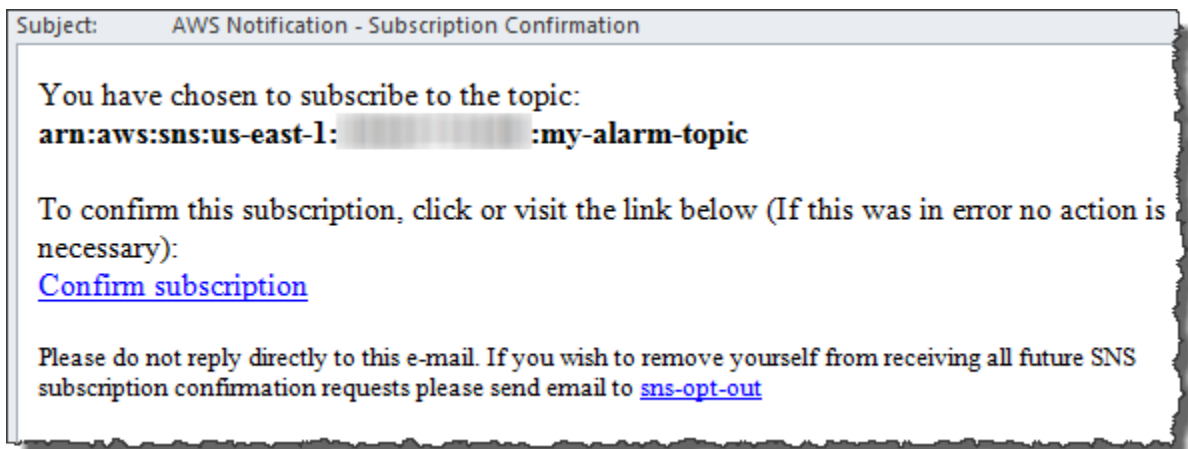 Subject: AWS Notification - Subscription Confirmation
You have chosen to subscribe to the topic:
arn:aws:sns:us-east-1: :my-alarm-topic
To confirm this subscription, click or visit the link below (If this was in error no action is
necessary):
Confirm subscription
Please do not reply directly to this e-mail. If you wish to remove yourself from receiving all future SNS
subscription confirmation requests please send email to sns-opt-out